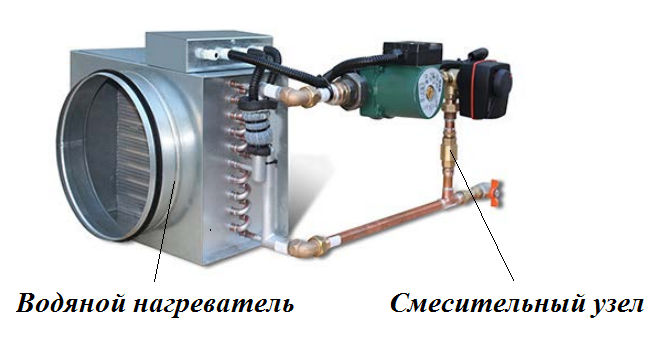 Водяной нагреватель
Смесительный узел